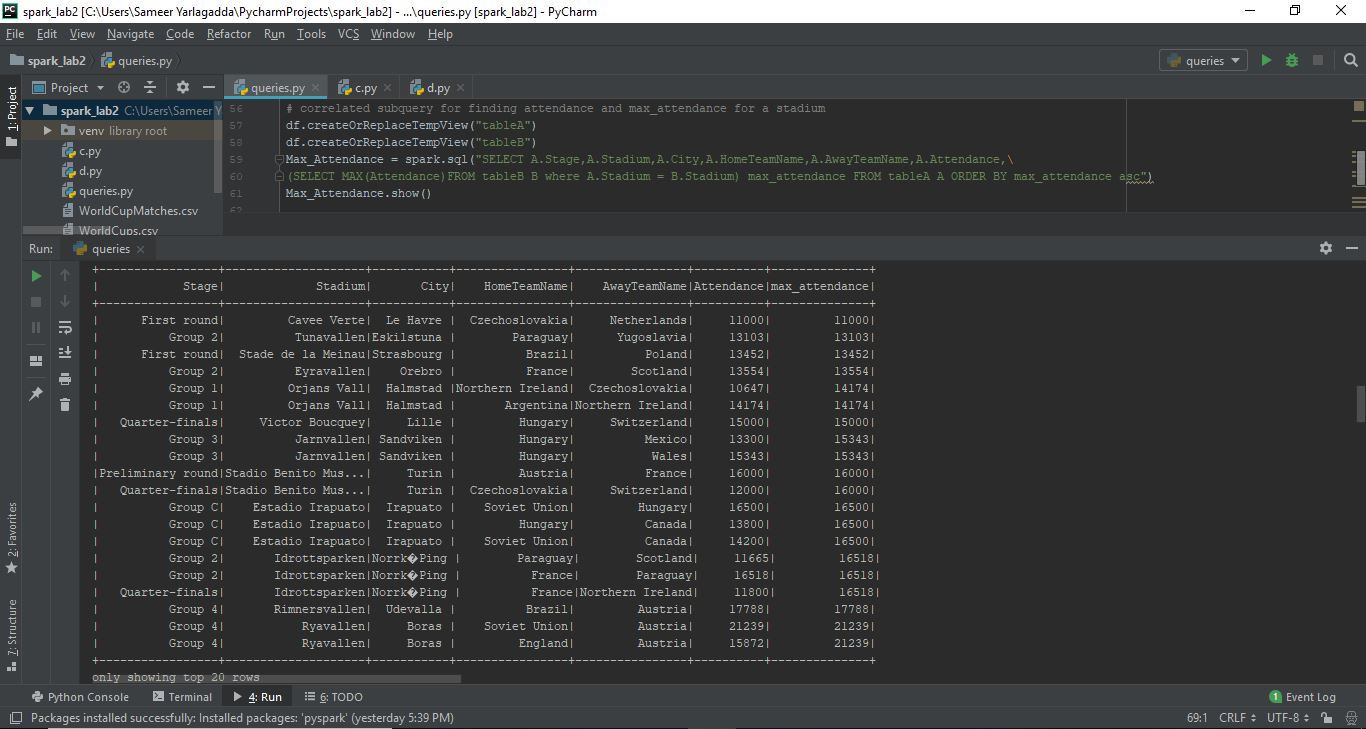 spark_lab2 [C:\Users\Sameer Yarlagadda\PycharmProjects\spark_lab2] - ...\queries.py [spark_lab2] - PyCharm
File Edit View Navigate Code Refactor Run Tools VCS Window Help
spark_lab2 queries.py queries
1: Project
Project queries.py c.py d.py
spark_lab2 C:\Users\Sameer Y
venv library root
c.py
d.py
queries.py
WorldCupMatches.csv
WorldCups.csv
56 # correlated subquery for finding attendance and max_attendance for a stadium
57 df.createOrReplaceTempView("tableA")
58 df.createOrReplaceTempView("tableB")
59 Max_Attendance = spark.sql("SELECT A.Stage,A.Stadium,A.City,A.HomeTeamName,A.AwayTeamName,A.Attendance,\
60 (SELECT MAX(Attendance)FROM tableB B where A.Stadium = B.Stadium) max_attendance FROM tableA A ORDER BY max_attendance asc")
61 Max_Attendance.show()
62
Run: queries
+----------------+--------------------+-----------+----------------+----------------+----------+--------------+
| Stage| Stadium| City| HomeTeamName| AwayTeamName|Attendance|max_attendance|
+----------------+--------------------+-----------+----------------+----------------+----------+--------------+
| First round| Cavee Verte| Le Havre | Czechoslovakia| Netherlands| 11000| 11000|
| Group 2| Tunavallen|Eskilstuna | Paraguay| Yugoslavia| 13103| 13103|
| First round| Stade de la Meinau|Strasbourg | Brazil| Poland| 13452| 13452|
| Group 2| Eyravallen| Orebro | France| Scotland| 13554| 13554|
| Group 1| Orjans Vall| Halmstad |Northern Ireland| Czechoslovakia| 10647| 14174|
| Group 1| Orjans Vall| Halmstad | Argentina|Northern Ireland| 14174| 14174|
| Quarter-finals| Victor Boucquey| Lille | Hungary| Switzerland| 15000| 15000|
| Group 3| Jarnvallen| Sandviken | Hungary| Mexico| 13300| 15343|
| Group 3| Jarnvallen| Sandviken | Hungary| Wales| 15343| 15343|
|Preliminary round|Stadio Benito Mus...| Turin | Austria| France| 16000| 16000|
| Quarter-finals|Stadio Benito Mus...| Turin | Czechoslovakia| Switzerland| 12000| 16000|
| Group C| Estadio Irapuato| Irapuato | Soviet Union| Hungary| 16500| 16500|
| Group C| Estadio Irapuato| Irapuato | Hungary| Canada| 13800| 16500|
| Group C| Estadio Irapuato| Irapuato | Soviet Union| Canada| 14200| 16500|
| Group 2| Idrottsparken|Norrk�Ping | Paraguay| Scotland| 11665| 16518|
| Group 2| Idrottsparken|Norrk�Ping | France| Paraguay| 16518| 16518|
| Quarter-finals| Idrottsparken|Norrk�Ping | France|Northern Ireland| 11800| 16518|
| Group 4| Rimnersvallen| Udevalla | Brazil| Austria| 17788| 17788|
| Group 4| Ryavallen| Boras | Soviet Union| Austria| 21239| 21239|
| Group 4| Ryavallen| Boras | England| Austria| 15872| 21239|
+----------------+--------------------+-----------+----------------+----------------+----------+--------------+
only showing top 20 rows
2: Favorites
7: Structure
Python Console Terminal 4: Run 6: TODO 1 Event Log
Packages installed successfully: Installed packages: 'pyspark' (yesterday 5:39 PM) 69:1 CRLF UTF-8